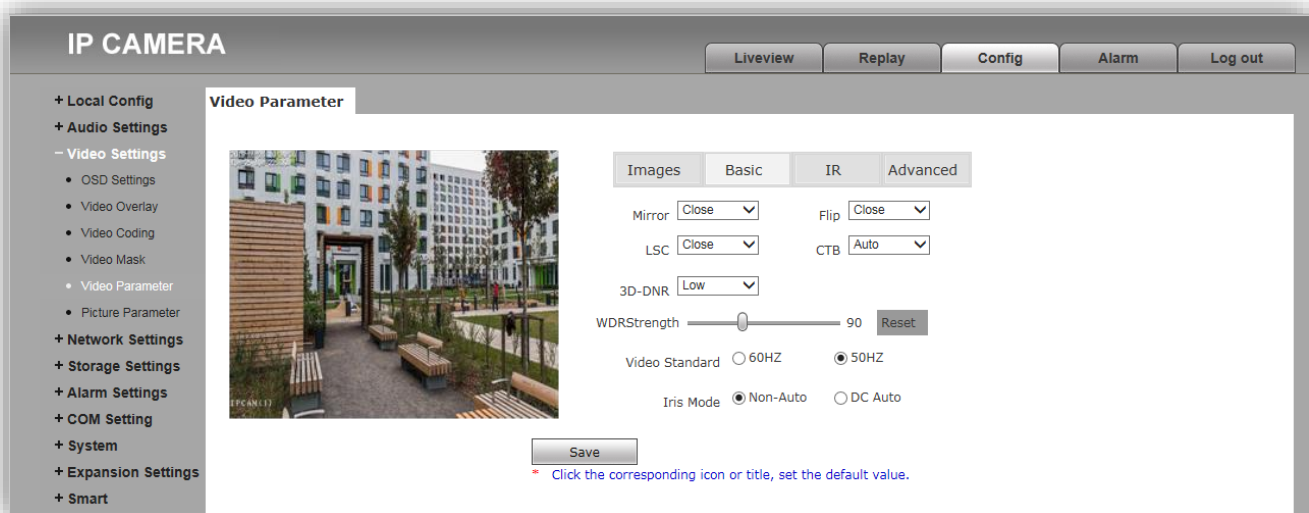 IP CAMERA
Liveview Replay Config Alarm Log out
+ Local Config
+ Audio Settings
− Video Settings
• OSD Settings
• Video Overlay
• Video Coding
• Video Mask
• Video Parameter
• Picture Parameter
+ Network Settings
+ Storage Settings
+ Alarm Settings
+ COM Setting
+ System
+ Expansion Settings
+ Smart
Video Parameter
IPCAM(1)
Images Basic IR Advanced
Mirror Close Flip Close
LSC Close CTB Auto
3D-DNR Low
WDRStrength 90 Reset
Video Standard 60HZ 50HZ
Iris Mode Non-Auto DC Auto
Save
* Click the corresponding icon or title, set the default value.